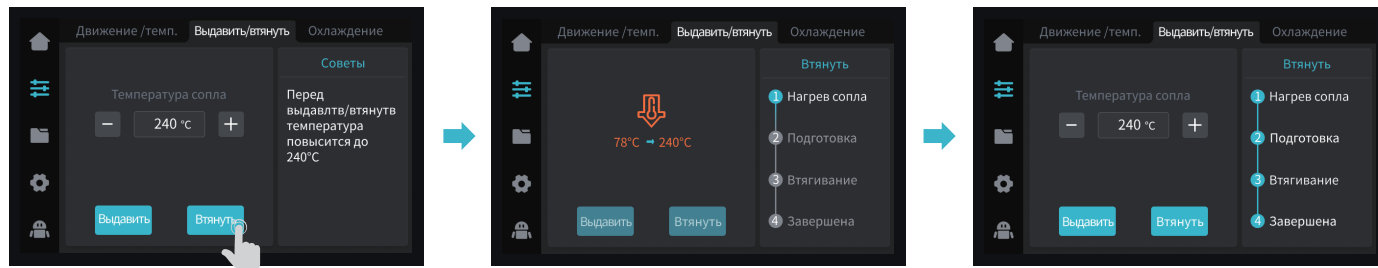 Движение /темп. Выдавить/втянуть Охлаждение
Советы
Температура сопла
− 240 °C +
Перед
выдавлтв/втянутв
температура
повысится до
240°C
Выдавить Втянуть
Движение /темп. Выдавить/втянуть Охлаждение
Втянуть
78°C → 240°C
1 Нагрев сопла
2 Подготовка
3 Втягивание
4 Завершена
Выдавить Втянуть
Движение /темп. Выдавить/втянуть Охлаждение
Втянуть
Температура сопла
− 240 °C +
1 Нагрев сопла
2 Подготовка
3 Втягивание
4 Завершена
Выдавить Втянуть